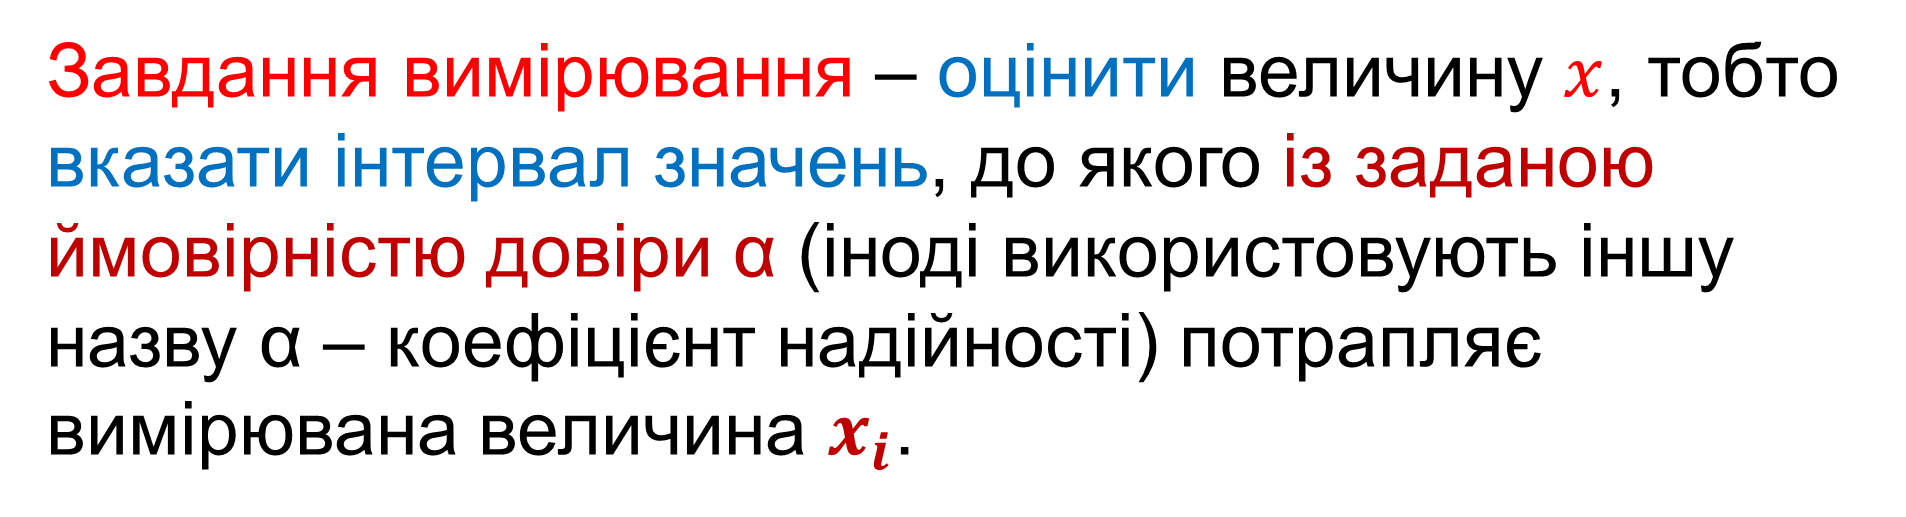 Завдання вимірювання – оцінити величину x, тобто
вказати інтервал значень, до якого із заданою
ймовірністю довіри α (іноді використовують іншу
назву α – коефіцієнт надійності) потрапляє
вимірювана величина xᵢ.